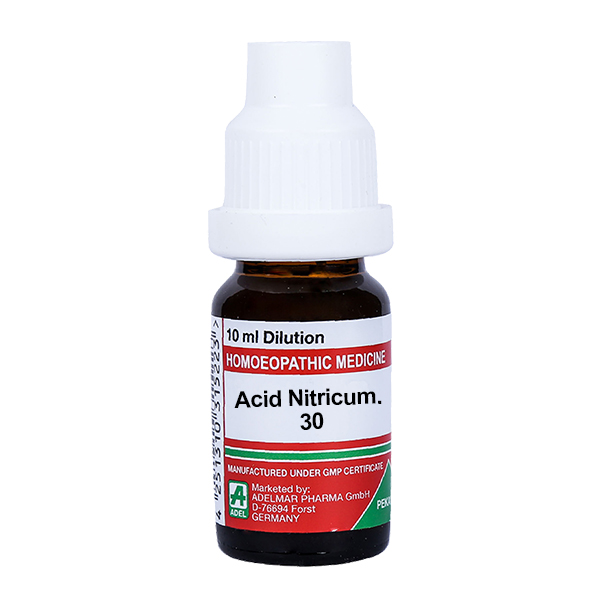 10 ml Dilution
HOMOEOPATHIC MEDICINE
Acid Nitricum.
30
MANUFACTURED UNDER GMP CERTIFICATE
Marketed by:
ADELMAR PHARMA GmbH
D-76694 Forst
GERMANY
A
ADEL